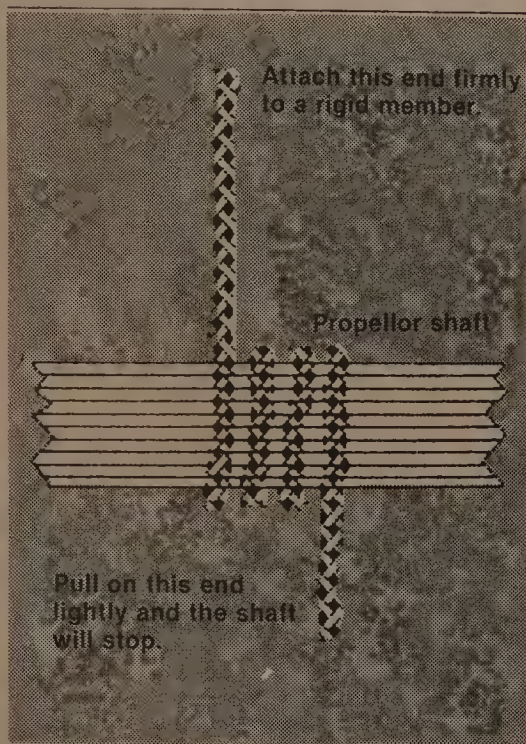 Attach this end firmly
to a rigid member.
Propellor shaft
Pull on this end
lightly and the shaft
will stop.